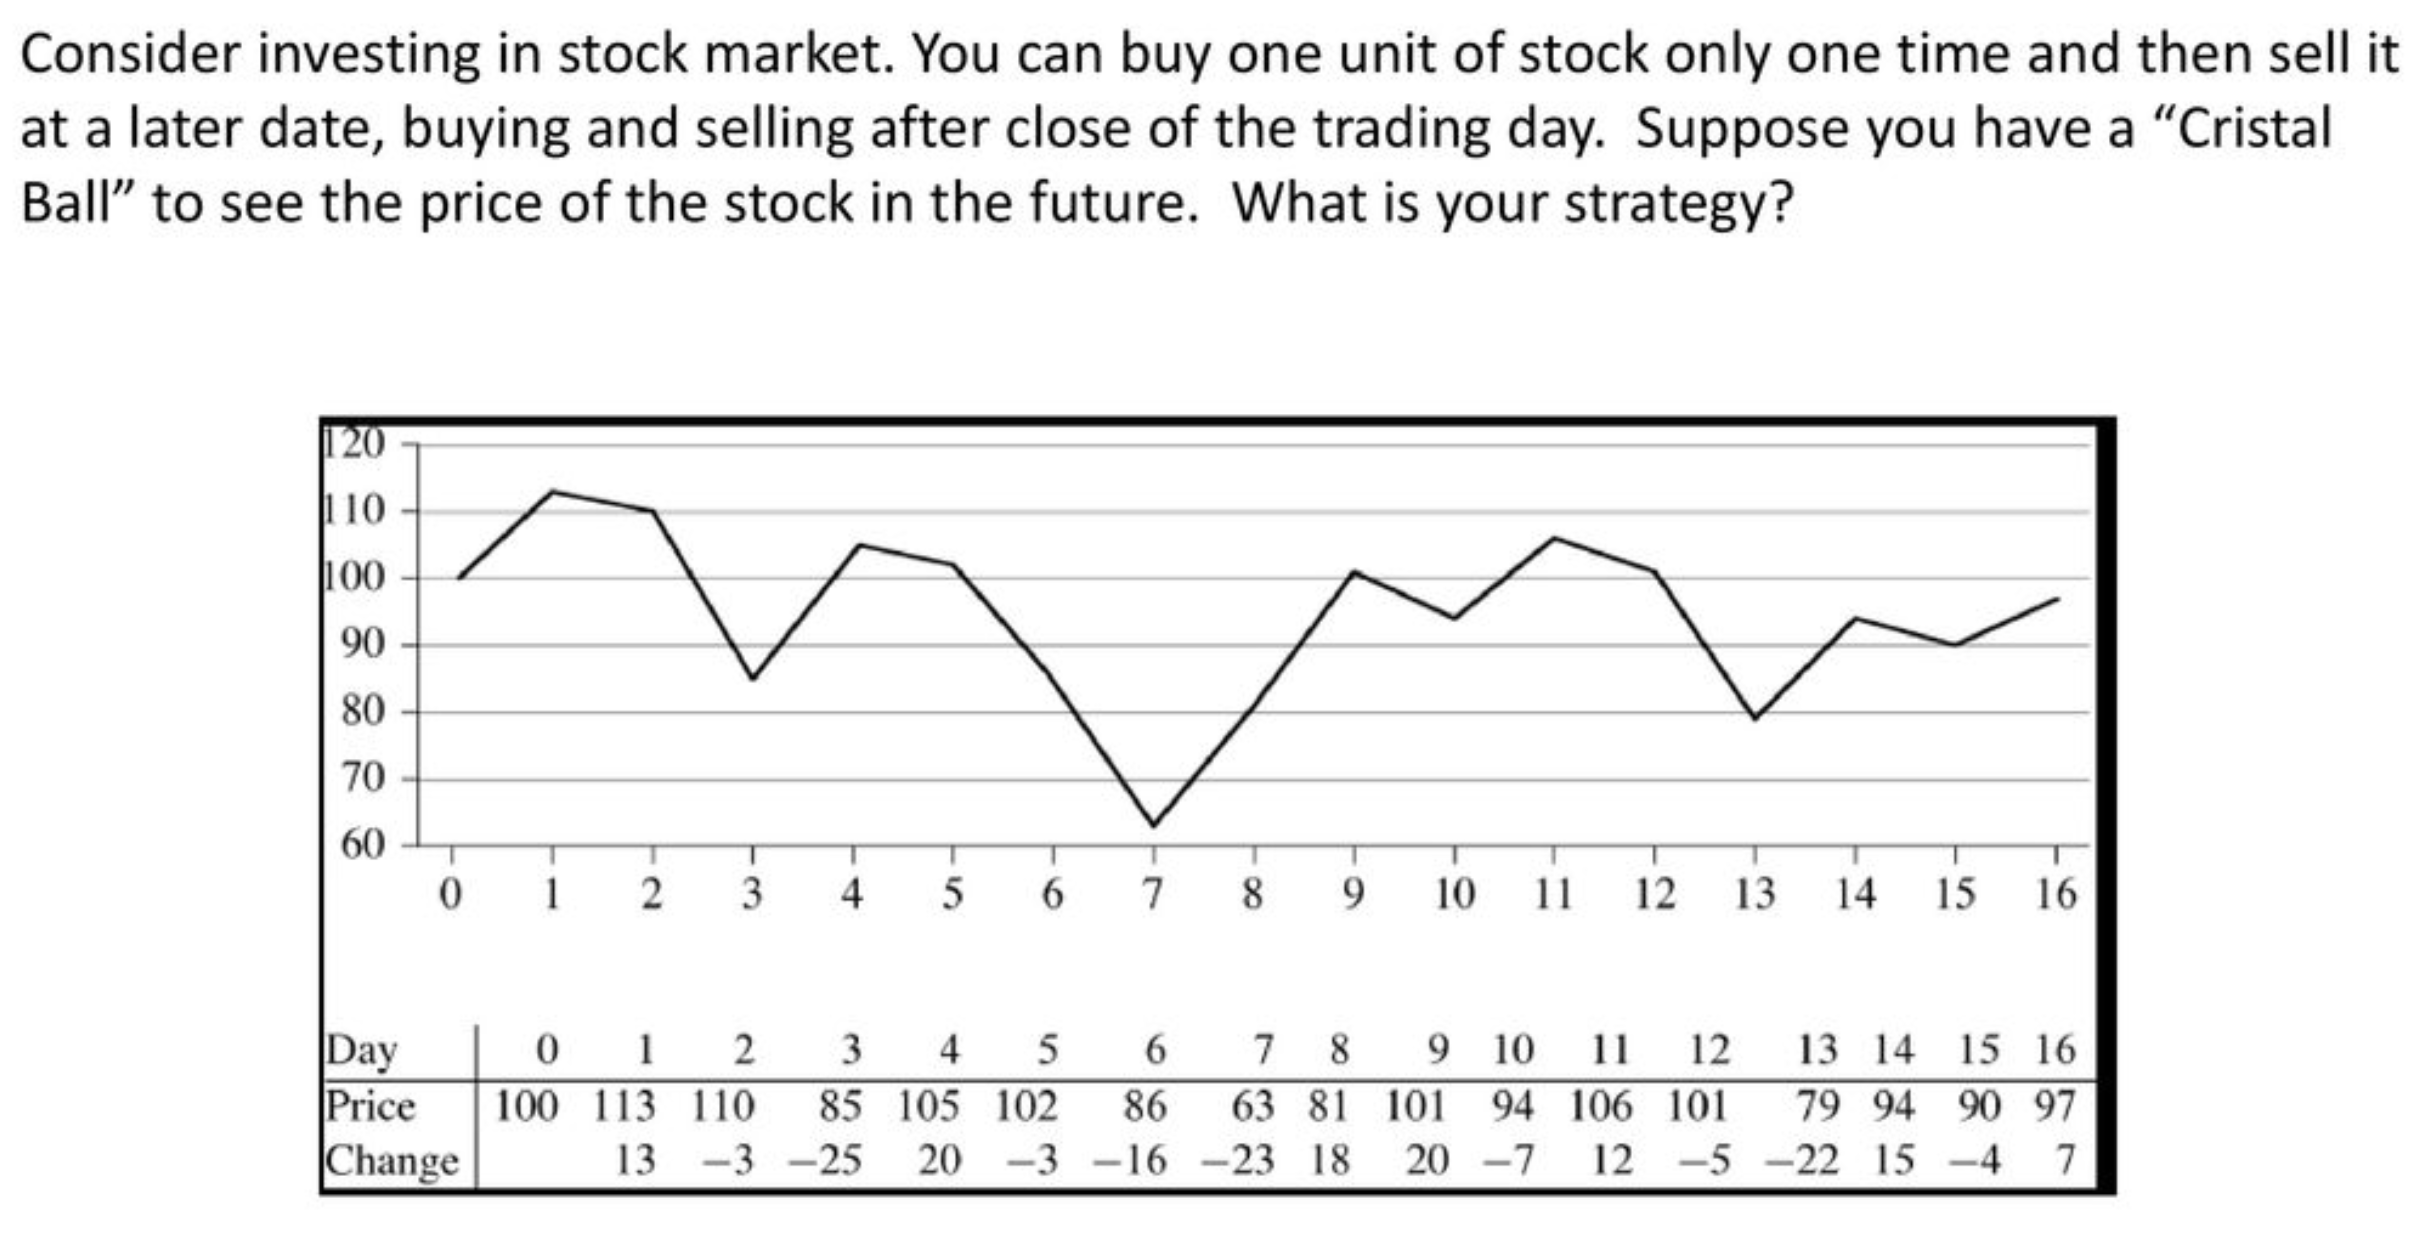 Consider investing in stock market. You can buy one unit of stock only one time and then sell it
at a later date, buying and selling after close of the trading day.  Suppose you have a “Cristal
Ball” to see the price of the stock in the future.  What is your strategy?
120
110
100
90
80
70
60
0 1 2 3 4 5 6 7 8 9 10 11 12 13 14 15 16
Day 0 1 2 3 4 5 6 7 8 9 10 11 12 13 14 15 16
Price 100 113 110 85 105 102 86 63 81 101 94 106 101 79 94 90 97
Change 13 −3 −25 20 −3 −16 −23 18 20 −7 12 −5 −22 15 −4 7